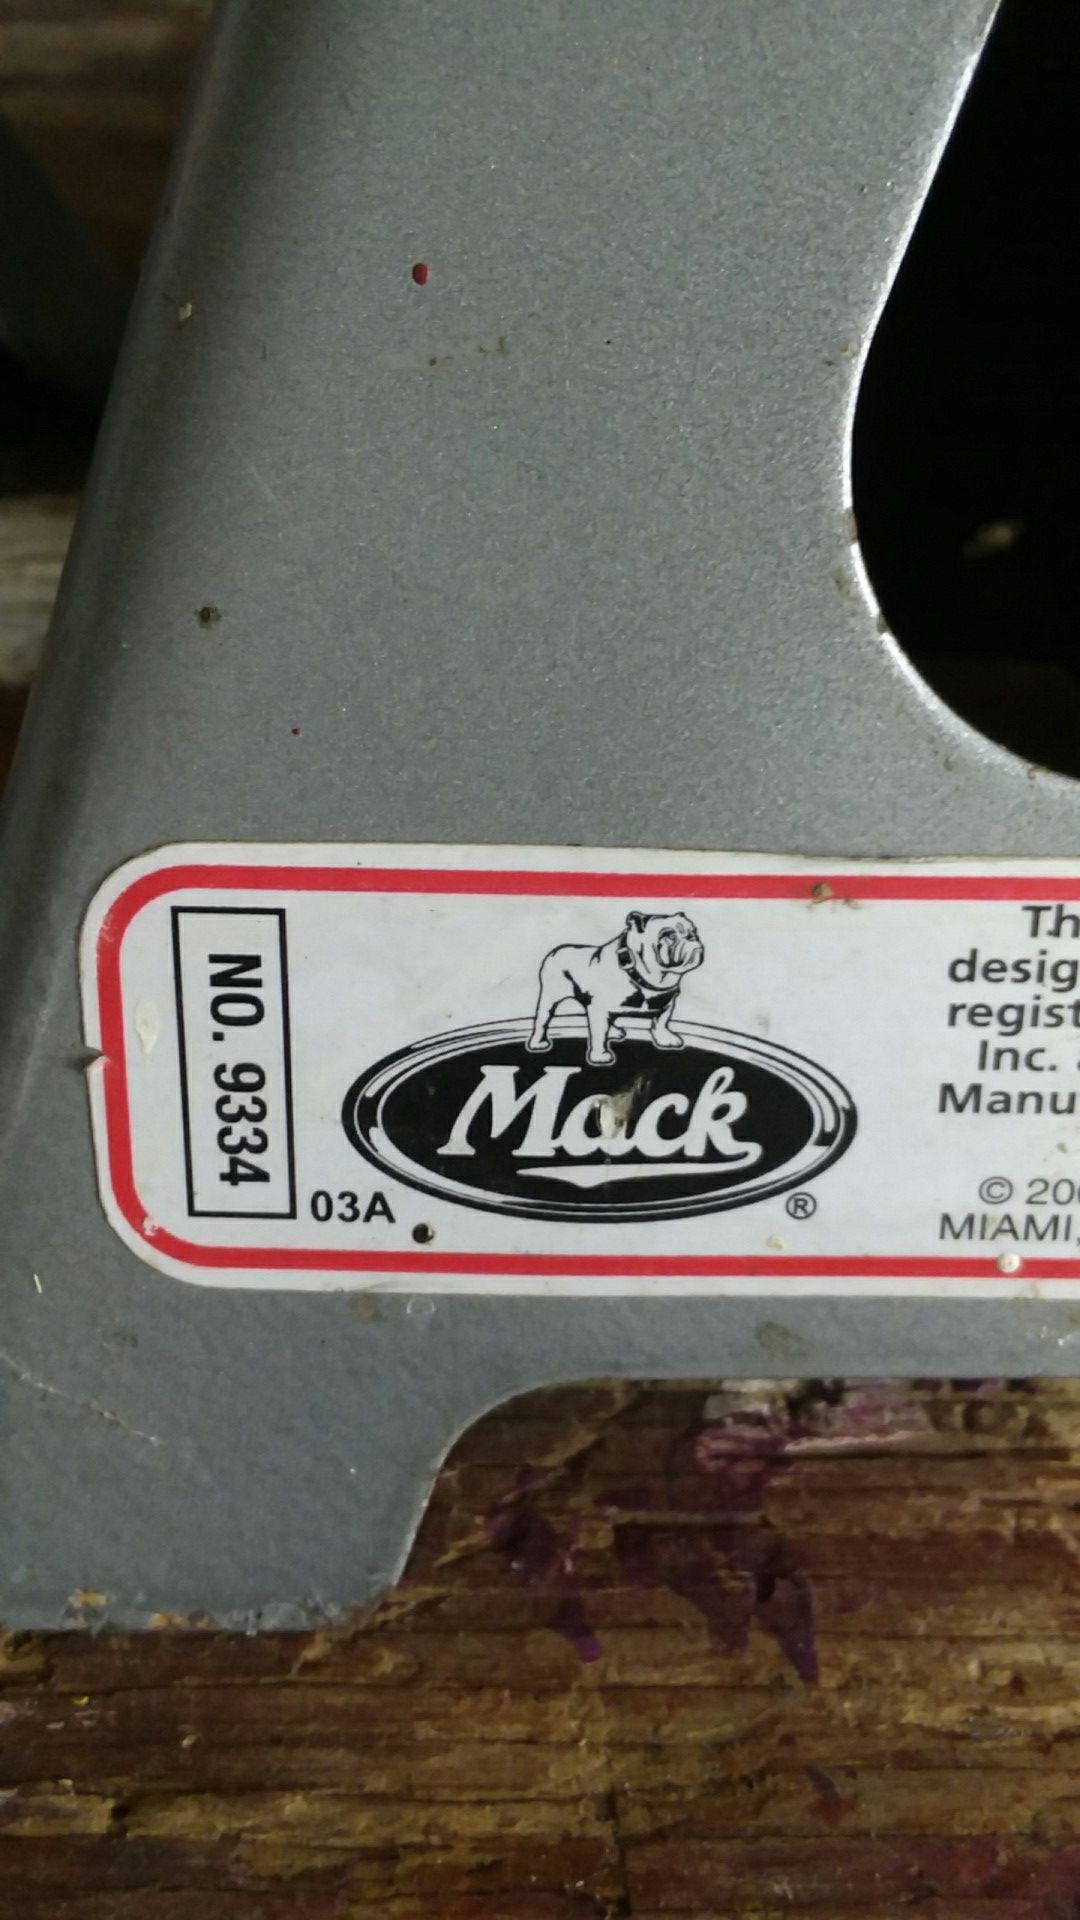 NO. 9334
03A
Mack
®
Th
desig
regist
Inc.
Manu
© 20
MIAMI,